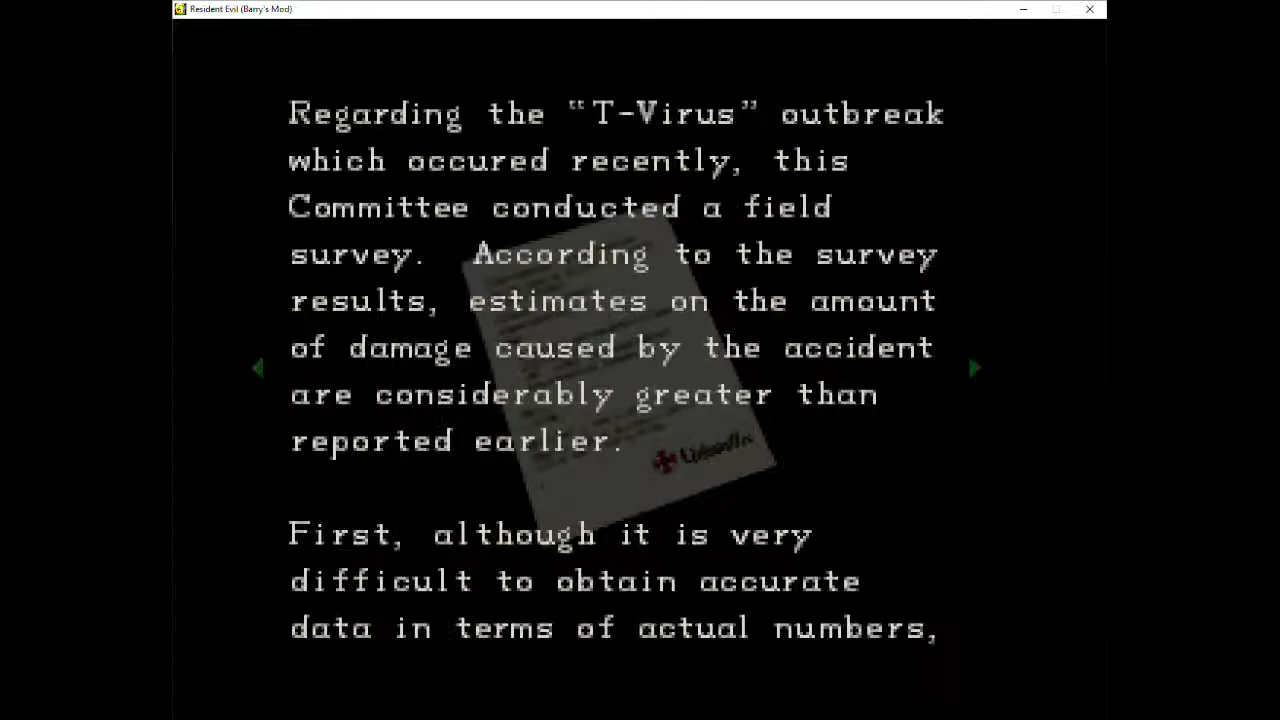 Resident Evil (Barry's Mod)
Regarding the “T-Virus” outbreak
which occured recently, this
Committee conducted a field
survey. According to the survey
results, estimates on the amount
of damage caused by the accident
are considerably greater than
reported earlier.
First, although it is very
difficult to obtain accurate
data in terms of actual numbers,